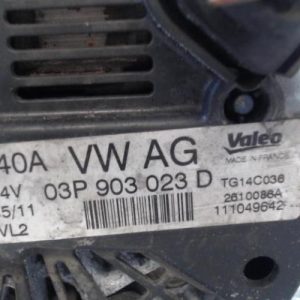 Valeo
MADE IN FRANCE
40A VW AG
4V 03P 903 023 D TG14C036
5/11 2610086A
VL2 111049642